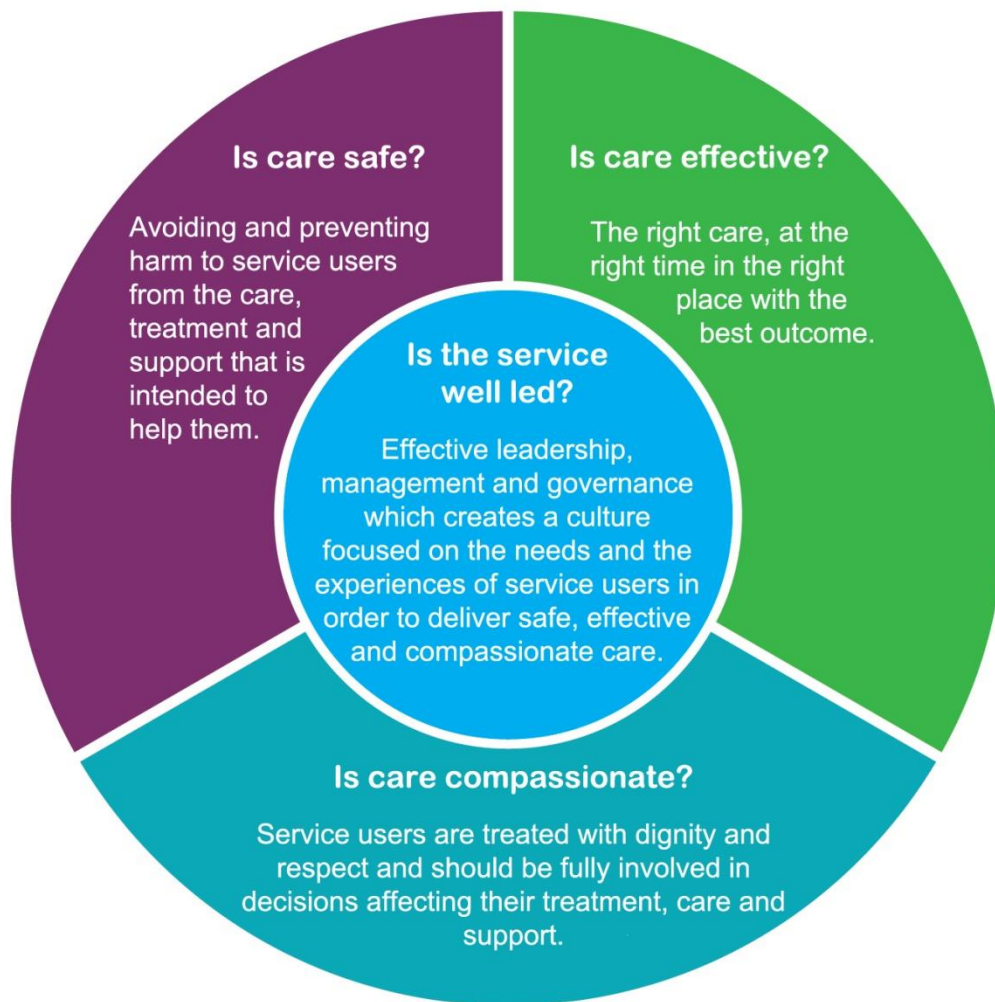 Is care safe?
Avoiding and preventing
harm to service users
from the care,
treatment and
support that is
intended to
help them.
Is care effective?
The right care, at the
right time in the right
place with the
best outcome.
Is the service
well led?
Effective leadership,
management and governance
which creates a culture
focused on the needs and the
experiences of service users in
order to deliver safe, effective
and compassionate care.
Is care compassionate?
Service users are treated with dignity and
respect and should be fully involved in
decisions affecting their treatment, care and
support.